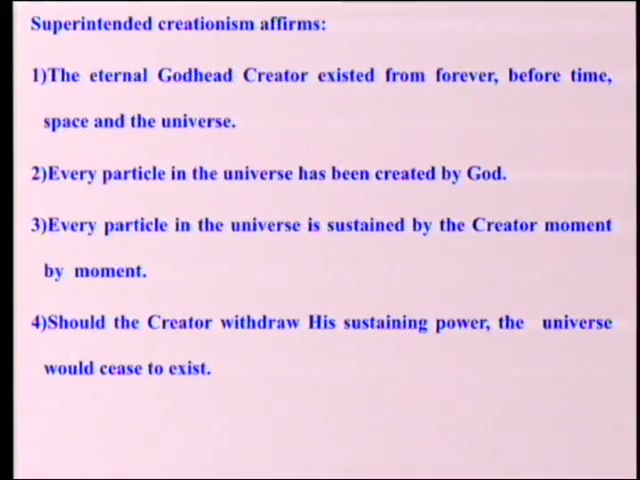 Superintended creationism affirms:
1)The eternal Godhead Creator existed from forever, before time,
space and the universe.
2)Every particle in the universe has been created by God.
3)Every particle in the universe is sustained by the Creator moment
by moment.
4)Should the Creator withdraw His sustaining power, the universe
would cease to exist.